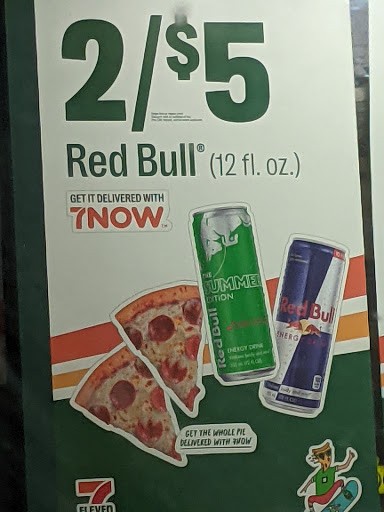 2/$5
Red Bull® (12 fl. oz.)
GET IT DELIVERED WITH
7NOW
THE
SUMMER
EDITION
Red Bull
ENERGY DRINK
Red Bull
ENERG
GET THE WHOLE PIE
DELIVERED WITH 7NOW
7
ELEVEN